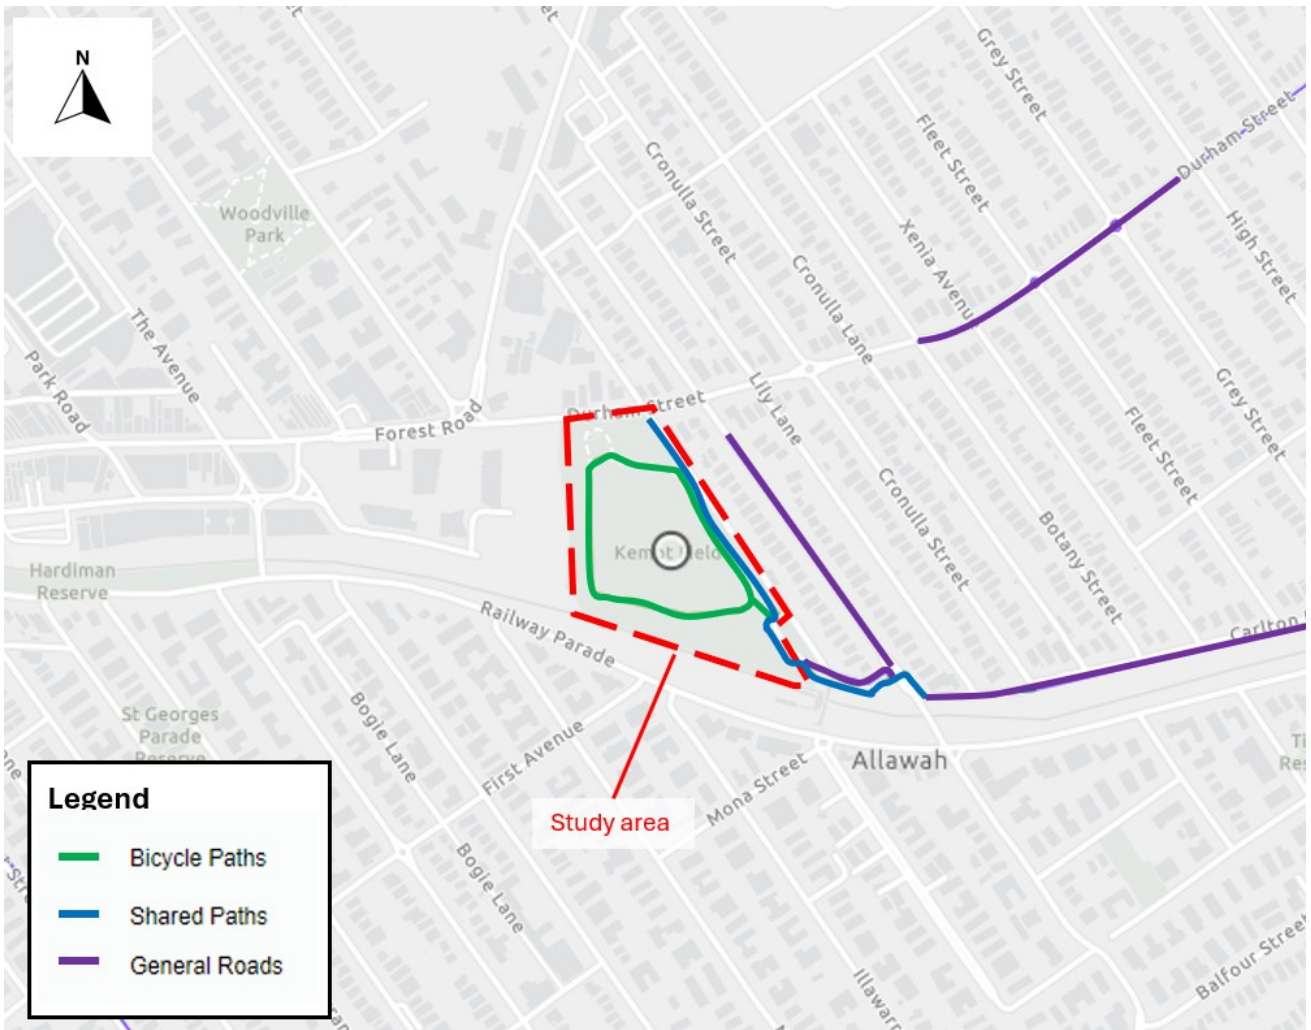 N
Grey Street
Fleet Street
Durham Street
Cronulla Street
Woodville
Park
High Street
Xenia Avenue
Cronulla Lane
The Avenue
Park Road
Grey Street
Lily Lane
Durham Street
Forest Road
Fleet Street
Cronulla Street
Botany Street
Hardiman
Reserve
Railway Parade
Carlton
St Georges
Parade
Reserve
Bogie Lane
First Avenue
Allawah
Mona Street
Study area
Bogie Lane
Balfour Street
Illawarr
Legend
Bicycle Paths
Shared Paths
General Roads